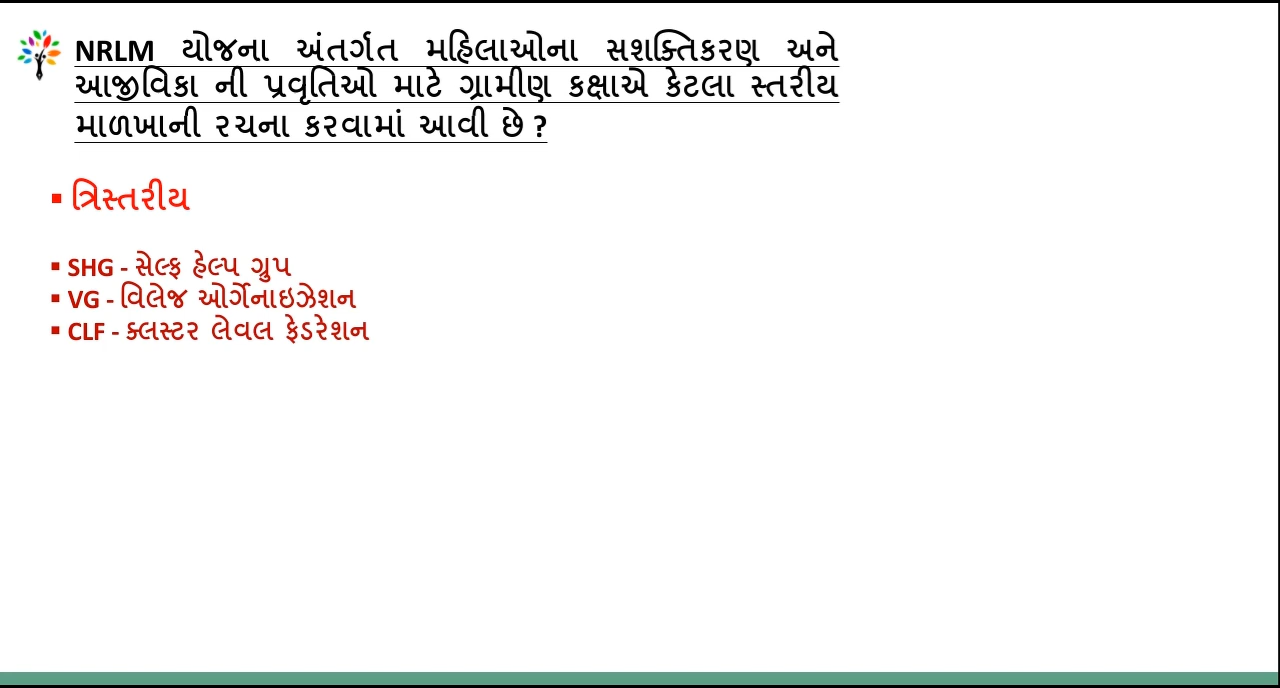 NRLM યોજના અંતર્ગત મહિલાઓના સશક્તિકરણ અને
આજીવિકા ની પ્રવૃતિઓ માટે ગ્રામીણ કક્ષાએ કેટલા સ્તરીય
માળખાની રચના કરવામાં આવી છે ?
▪ ત્રિસ્તરીય
▪ SHG - સેલ્ફ હેલ્પ ગ્રુપ
▪ VG - વિલેજ ઓર્ગેનાઇઝેશન
▪ CLF - ક્લસ્ટર લેવલ ફેડરેશન